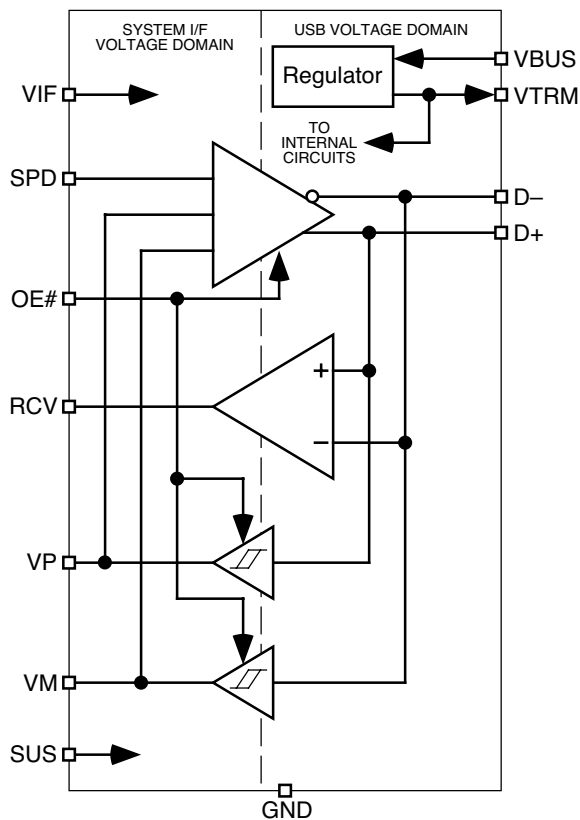 SYSTEM I/F
VOLTAGE DOMAIN
USB VOLTAGE DOMAIN
Regulator
VBUS
VIF
VTRM
TO
INTERNAL
CIRCUITS
SPD
D–
D+
OE#
RCV
+
–
VP
VM
SUS
GND